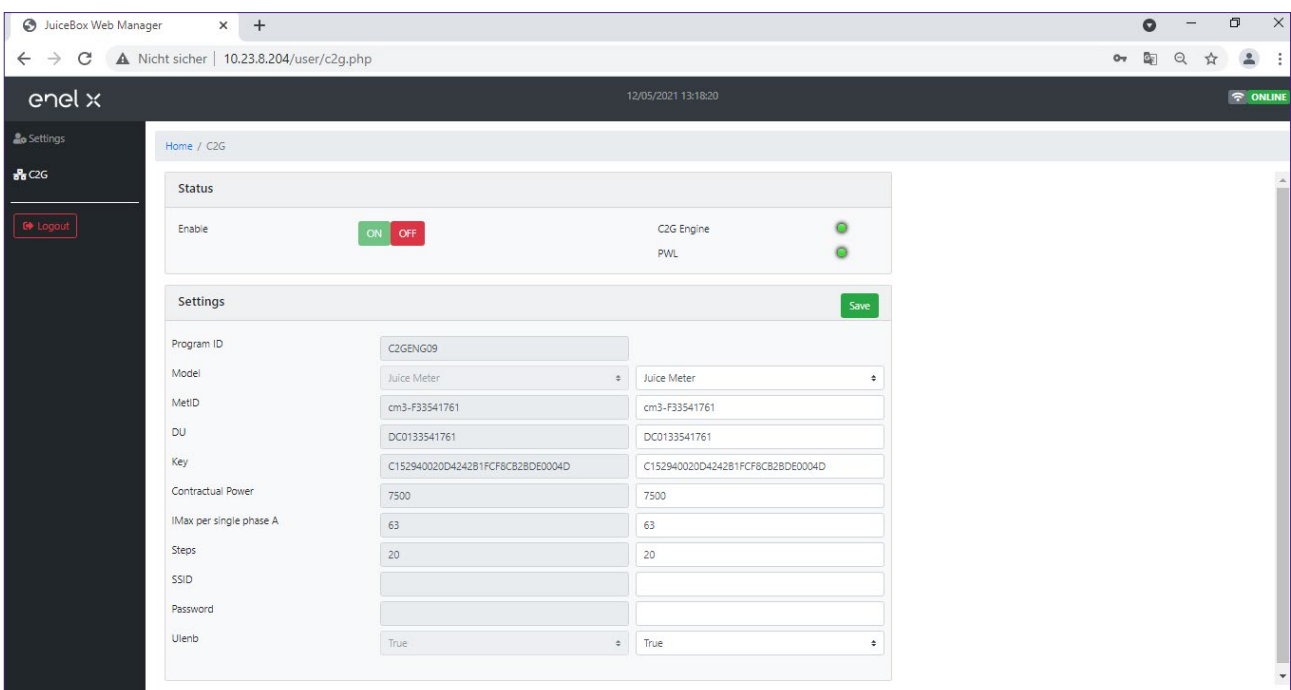 JuiceBox Web Manager
Nicht sicher | 10.23.8.204/user/c2g.php
enel x
12/05/2021 13:18:20
ONLINE
Settings
C2G
Logout
Home / C2G
Status
Enable ON OFF C2G Engine
PWL
Settings Save
Program ID C2GENG09
Model Juice Meter Juice Meter
MetID cm3-F33541761 cm3-F33541761
DU DC0133541761 DC0133541761
Key C152940020D4242B1FCF8CB2BDE0004D C152940020D4242B1FCF8CB2BDE0004D
Contractual Power 7500 7500
IMax per single phase A 63 63
Steps 20 20
SSID
Password
Ulenb True True